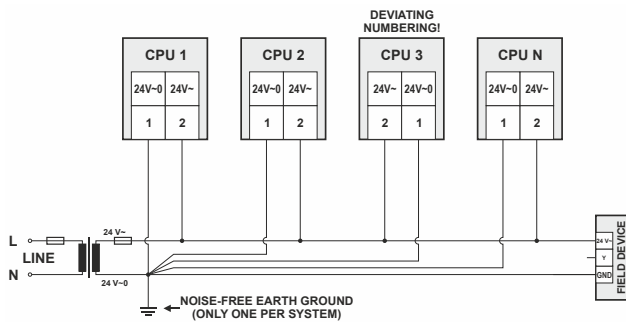 DEVIATING
NUMBERING!
CPU 1
CPU 2
CPU 3
CPU N
24V~0 24V~
24V~0 24V~
24V~ 24V~0
24V~0 24V~
1 2
1 2
2 1
1 2
L
LINE
N
24 V~
24 V~0
NOISE-FREE EARTH GROUND
(ONLY ONE PER SYSTEM)
24 V~
Y
GND
FIELD DEVICE